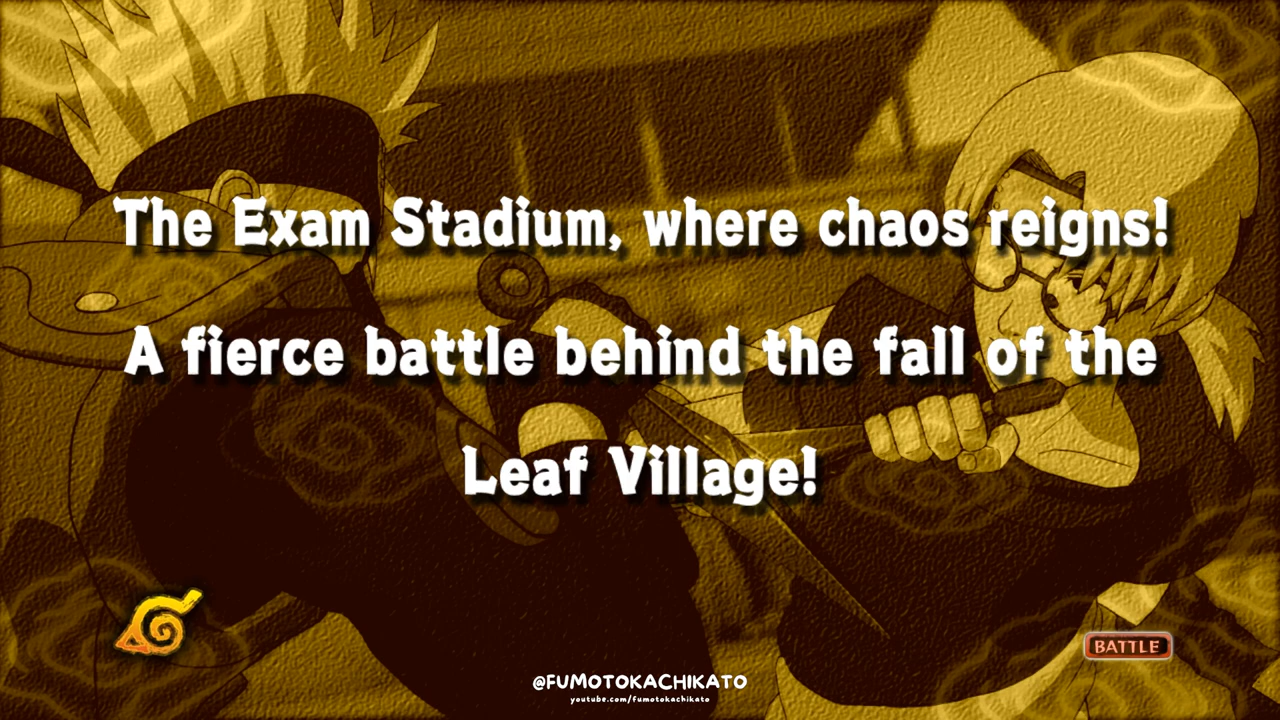 The Exam Stadium, where chaos reigns!
A fierce battle behind the fall of the
Leaf Village!
BATTLE
@FUMOTOKACHIKATO
youtube.com/fumotokachikato